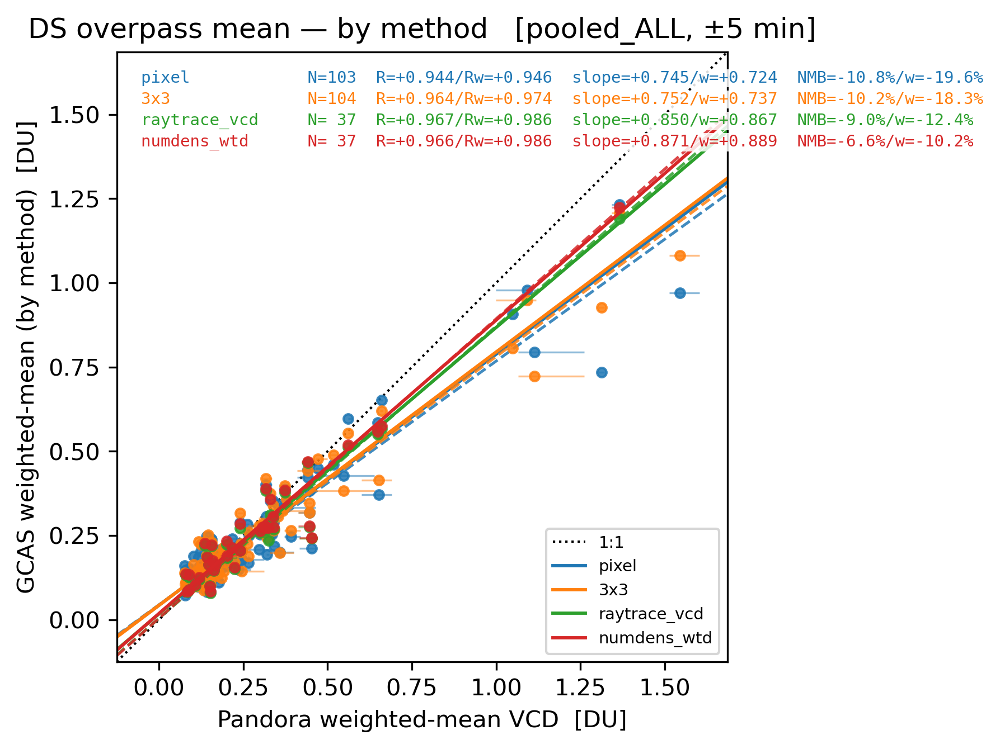 DS overpass mean — by method   [pooled_ALL, ±5 min]
pixel            N=103  R=+0.944/Rw=+0.946  slope=+0.745/w=+0.724  NMB=-10.8%/w=-19.6%
3x3              N=104  R=+0.964/Rw=+0.974  slope=+0.752/w=+0.737  NMB=-10.2%/w=-18.3%
raytrace_vcd     N= 37  R=+0.967/Rw=+0.986  slope=+0.850/w=+0.867  NMB=-9.0%/w=-12.4%
numdens_wtd      N= 37  R=+0.966/Rw=+0.986  slope=+0.871/w=+0.889  NMB=-6.6%/w=-10.2%
GCAS weighted-mean (by method)  [DU]
1.50
1.25
1.00
0.75
0.50
0.25
0.00
1:1
pixel
3x3
raytrace_vcd
numdens_wtd
0.00 0.25 0.50 0.75 1.00 1.25 1.50
Pandora weighted-mean VCD  [DU]